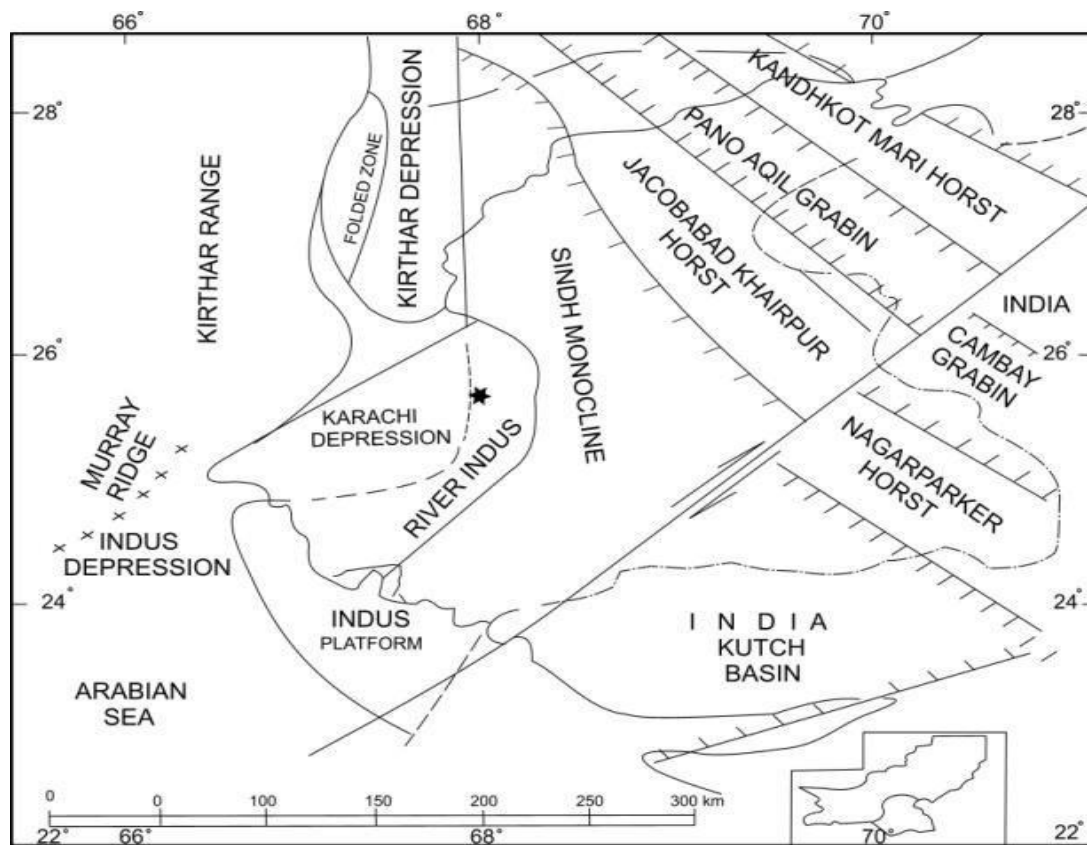 66°
68°
70°
28°
28°
KANDHKOT MARI HORST
PANO AQIL GRABIN
JACOBABAD KHAIRPUR
HORST
KIRTHAR RANGE
FOLDED ZONE
KIRTHAR DEPRESSION
SINDH MONOCLINE
INDIA
26°
26°
CAMBAY
GRABIN
KARACHI
DEPRESSION
RIVER INDUS
NAGARPARKER
HORST
MURRAY
RIDGE
INDUS
DEPRESSION
24°
24°
INDUS
PLATFORM
INDIA
KUTCH
BASIN
ARABIAN
SEA
0 0 100 150 200 250 300 km
22° 66° 68° 70° 22°